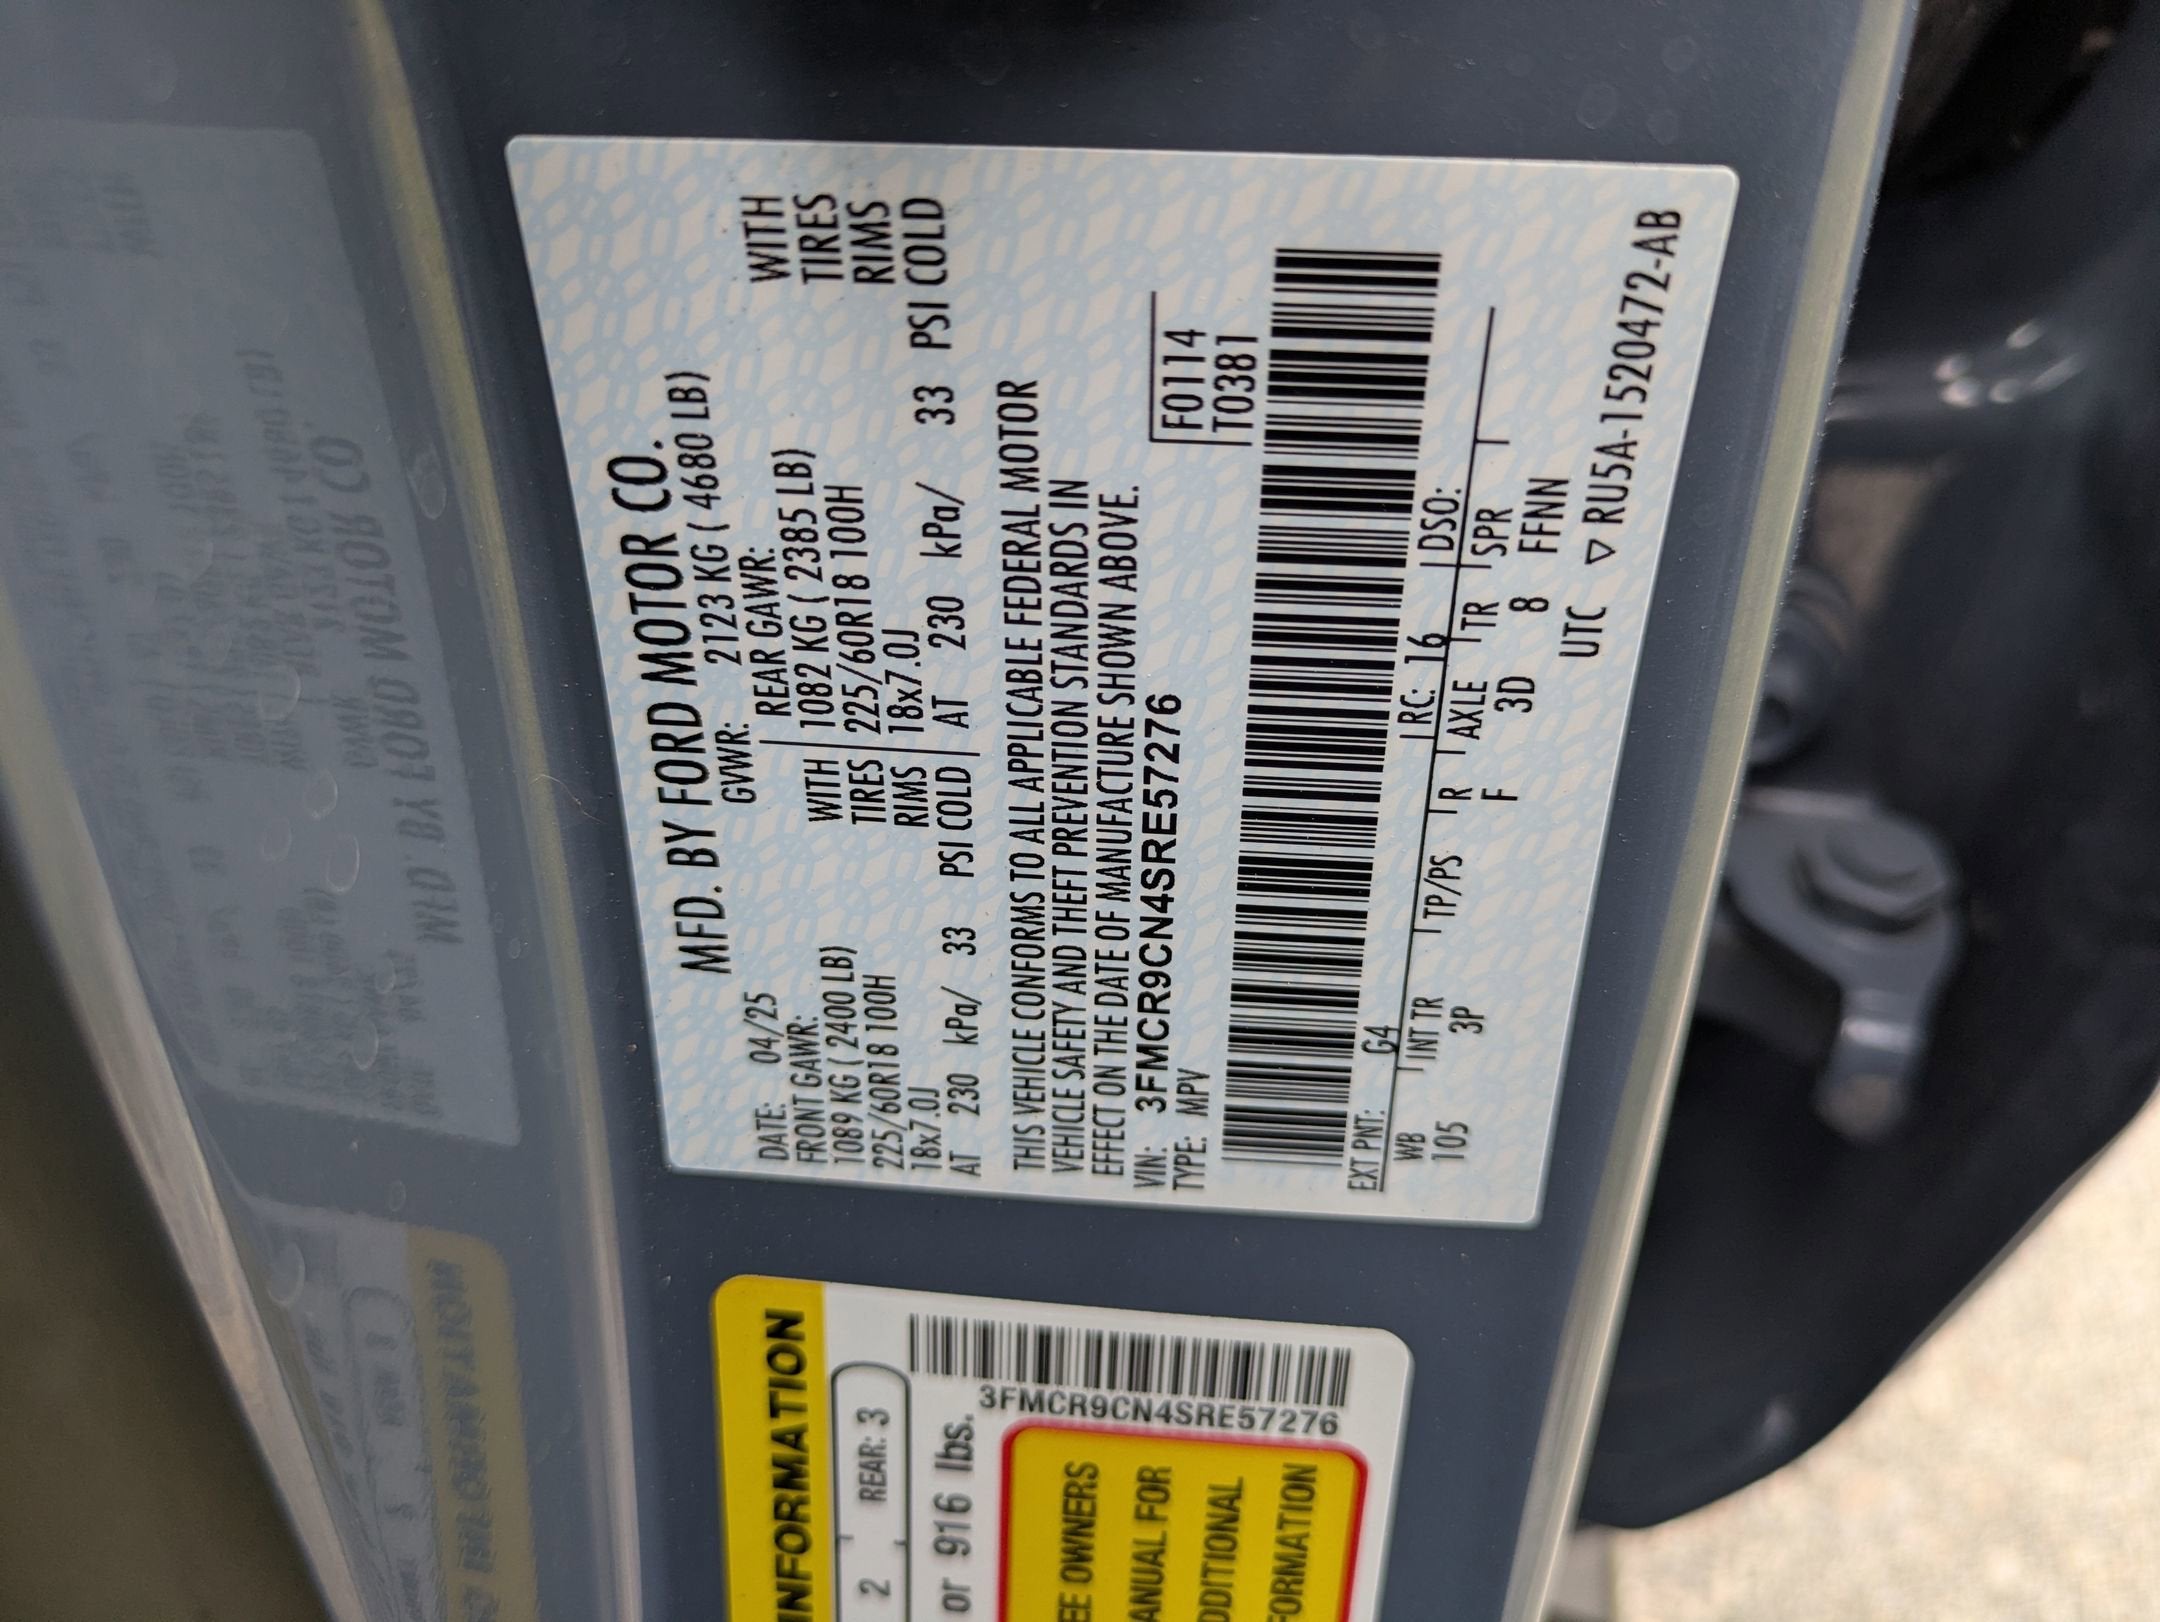 MFD. BY FORD MOTOR CO.
DATE: 04/25 GVWR: 2123 KG ( 4680 LB)
FRONT GAWR: REAR GAWR:
1089 KG ( 2400 LB) WITH 1082 KG ( 2385 LB) WITH
225/60R18 100H TIRES 225/60R18 100H TIRES
18x7.0J RIMS 18x7.0J RIMS
AT 230 kPa/ 33 PSI COLD AT 230 kPa/ 33 PSI COLD
THIS VEHICLE CONFORMS TO ALL APPLICABLE FEDERAL MOTOR
VEHICLE SAFETY AND THEFT PREVENTION STANDARDS IN
EFFECT ON THE DATE OF MANUFACTURE SHOWN ABOVE.
VIN: 3FMCR9CN4SRE57276 F0114
TYPE: MPV T0381
EXT PNT: G4 RC: 16 DSO:
WB INT TR TP/PS R AXLE TR SPR
105 3P F 3D 8 FFNN
UTC ▽ RU5A-1520472-AB
INFORMATION
2 REAR: 3
or 916 lbs.
3FMCR9CN4SRE57276
OWNERS
FOR